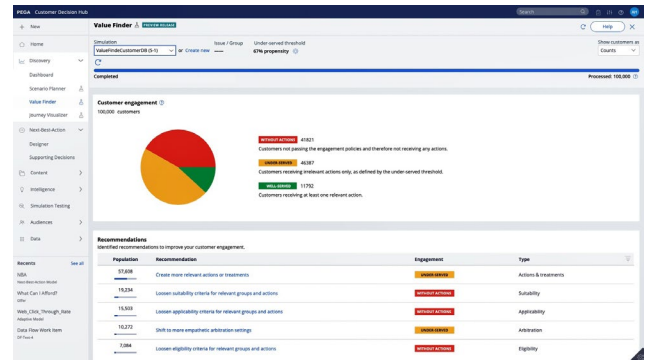 PEGA Customer Decision Hub
Search
New
Value Finder PREVIEW RELEASE
Help
Home
Simulation
Issue / Group
Under-served threshold
Show customers as
ValueFindeCustomerDB (S-1) or Create new
67% propensity
Counts
Discovery
Dashboard
Completed
Processed: 100,000
Scenario Planner
Value Finder
Customer engagement
Journey Visualizer
100,000 customers
Next-Best-Action
Designer
WITHOUT ACTIONS 41821
Supporting Decisions
Customers not passing the engagement policies and therefore not receiving any actions.
Content
UNDER-SERVED 46387
Customers receiving irrelevant actions only, as defined by the under-served threshold.
Intelligence
WELL-SERVED 11792
Simulation Testing
Customers receiving at least one relevant action.
Audiences
Data
Recommendations
Identified recommendations to improve your customer engagement.
Population Recommendation Engagement Type
Recents See all
57,608 Create more relevant actions or treatments UNDER-SERVED Actions & treatments
NBA
Next-Best-Action Model
19,234 Loosen suitability criteria for relevant groups and actions WITHOUT ACTIONS Suitability
What Can I Afford?
Offer
15,503 Loosen applicability criteria for relevant groups and actions WITHOUT ACTIONS Applicability
Web_Click_Through_Rate
Adaptive Model
10,272 Shift to more empathetic arbitration settings UNDER-SERVED Arbitration
Data Flow Work Item
7,084 Loosen eligibility criteria for relevant groups and actions WITHOUT ACTIONS Eligibility